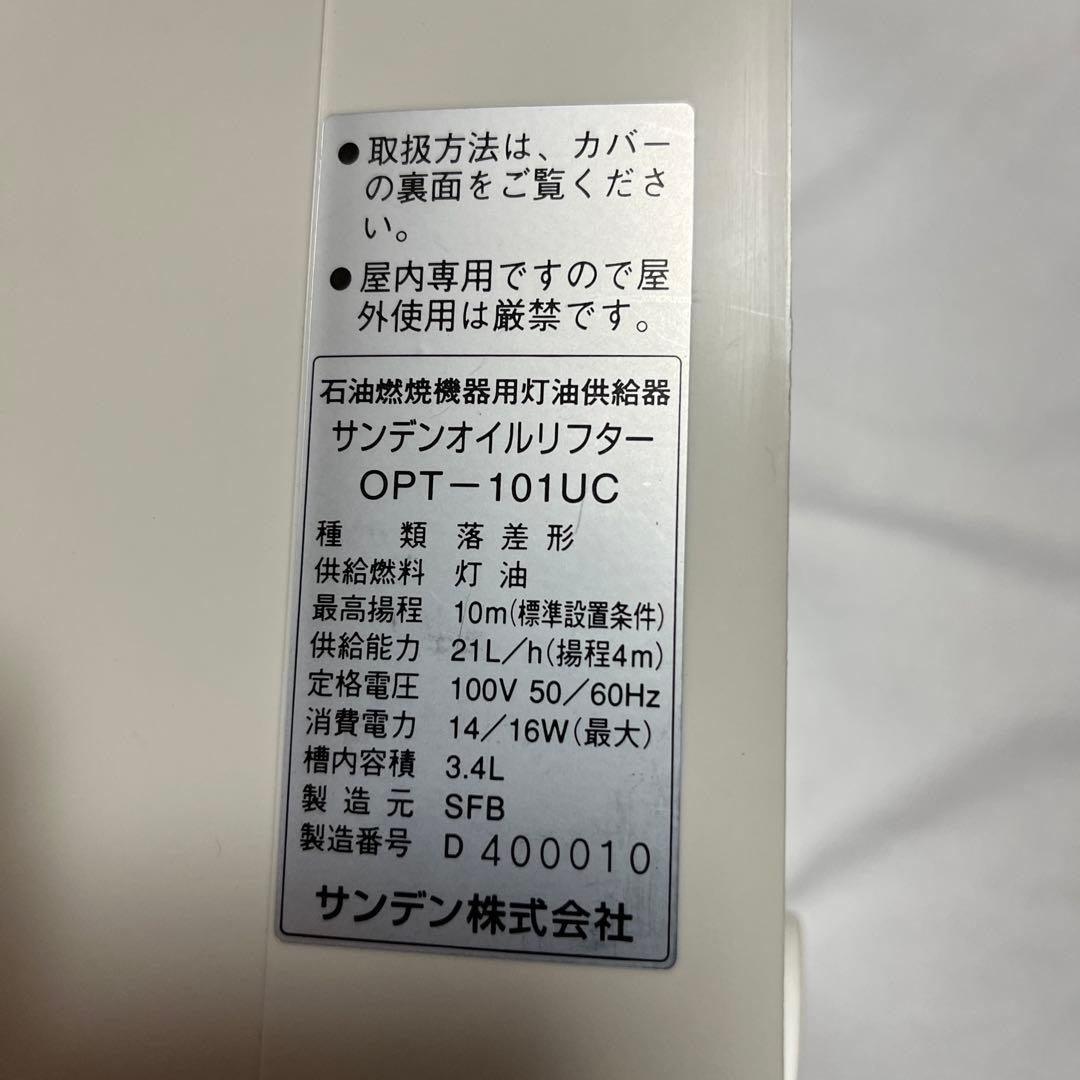 ●取扱方法は、カバー
の裏面をご覧くださ
い。
●屋内専用ですので屋
外使用は厳禁です。
石油燃焼機器用灯油供給器
サンデンオイルリフター
OPT－101UC
種類 落差形
供給燃料 灯油
最高揚程 10m(標準設置条件)
供給能力 21L／h(揚程4m)
定格電圧 100V 50／60Hz
消費電力 14／16W(最大)
槽内容積 3.4L
製造元 SFB
製造番号 D 400010
サンデン株式会社